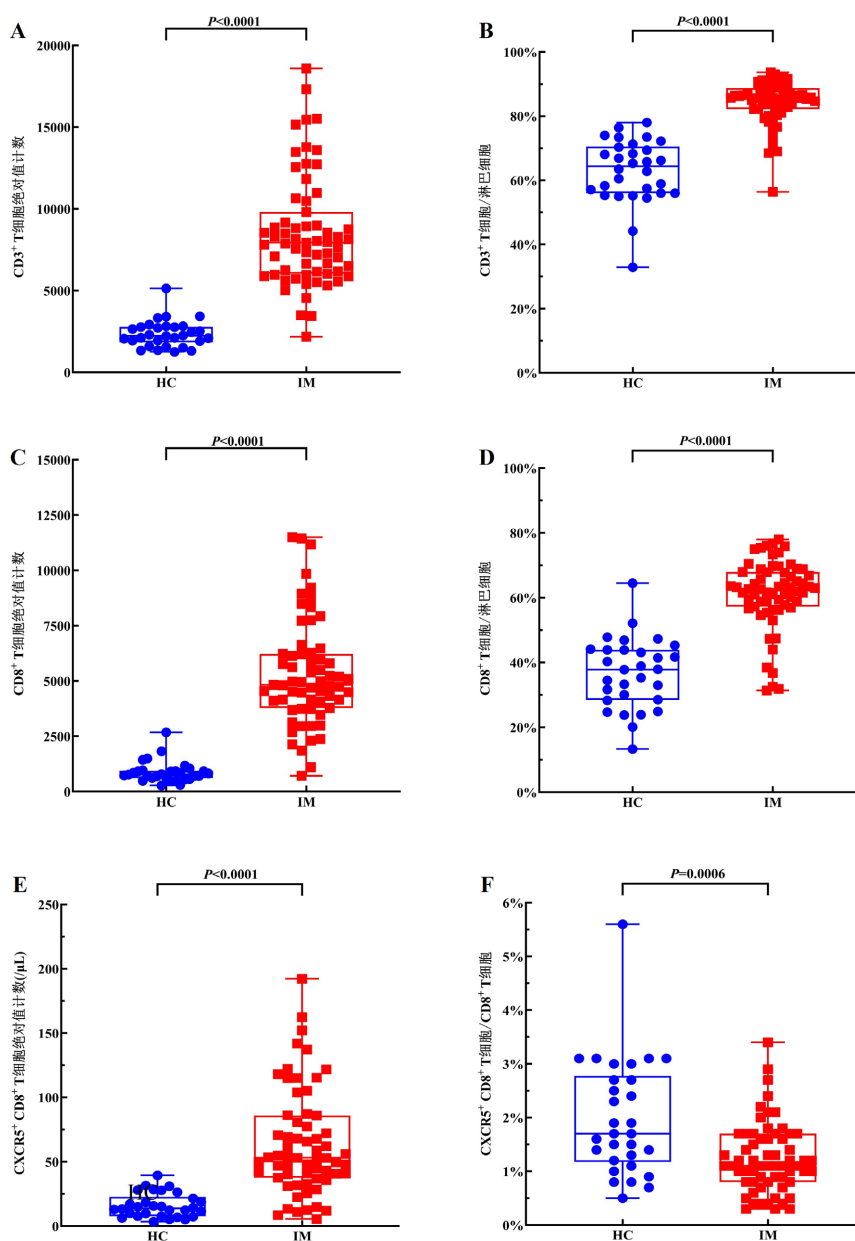 A
P<0.0001
CD3⁺ T细胞绝对值计数
20000
15000
10000
5000
0
HC
IM
B
P<0.0001
CD3⁺ T细胞/淋巴细胞
100%
80%
60%
40%
20%
0%
HC
IM
C
P<0.0001
CD8⁺ T细胞绝对值计数
15000
12500
10000
7500
5000
2500
0
HC
IM
D
P<0.0001
CD8⁺ T细胞/淋巴细胞
100%
80%
60%
40%
20%
0%
HC
IM
E
P<0.0001
CXCR5⁺ CD8⁺ T细胞绝对值计数(/μL)
250
200
150
100
50
0
HC
HC
IM
F
P=0.0006
CXCR5⁺ CD8⁺ T细胞/CD8⁺ T细胞
6%
5%
4%
3%
2%
1%
0%
HC
IM